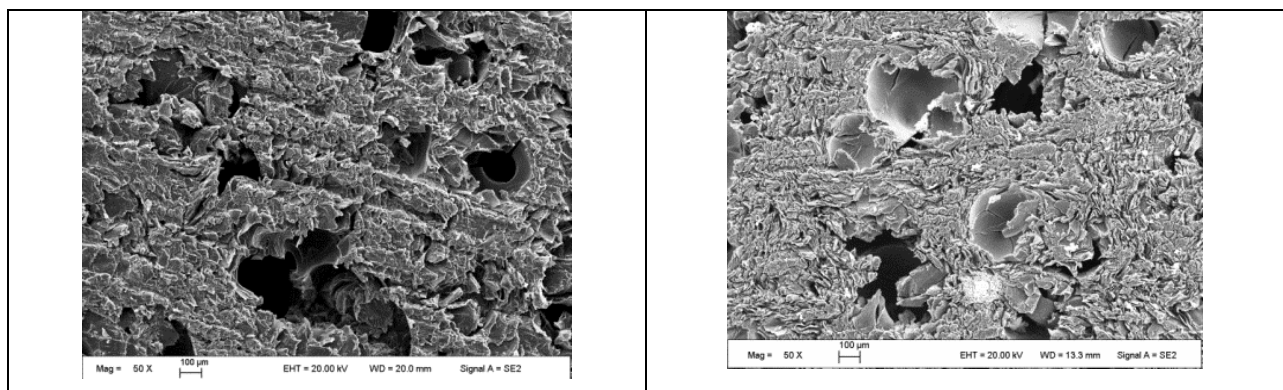 Mag = 50 X 100 µm EHT = 20.00 kV WD = 20.0 mm Signal A = SE2
Mag = 50 X 100 µm EHT = 20.00 kV WD = 13.3 mm Signal A = SE2